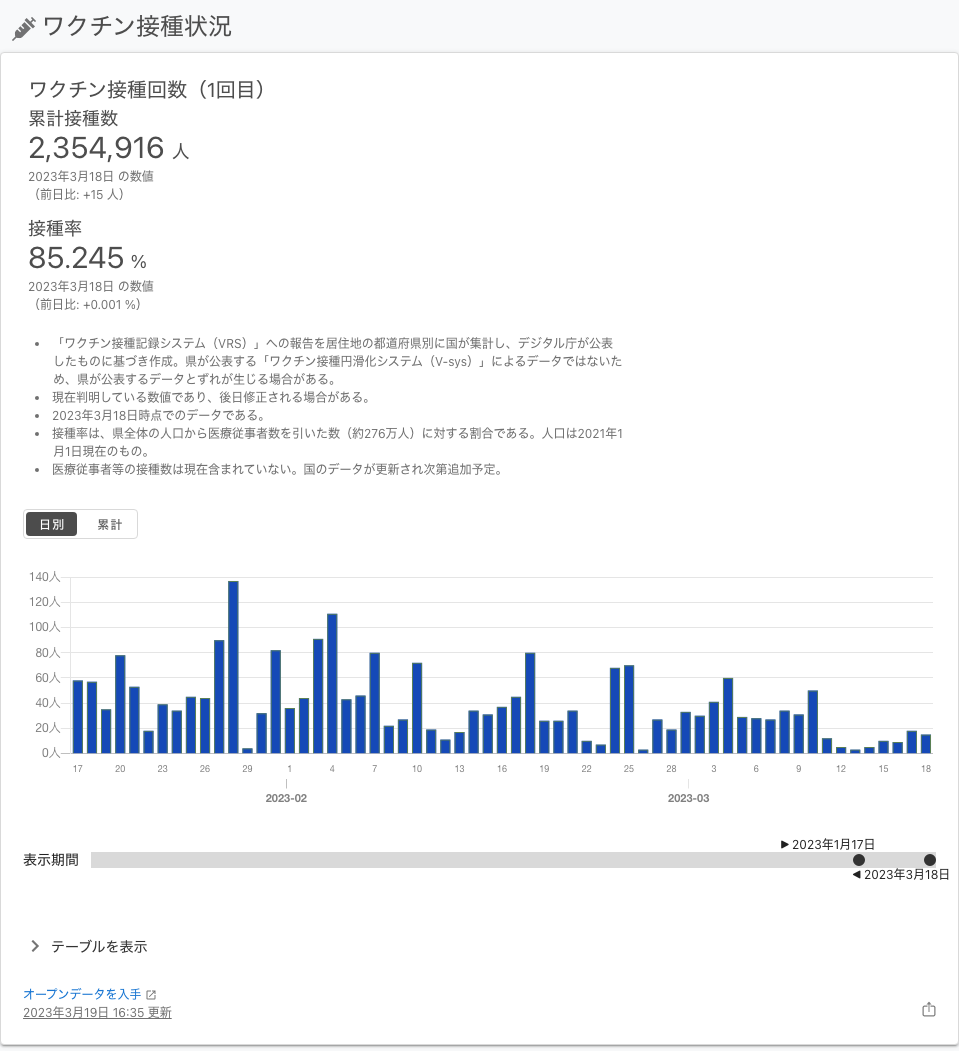 ワクチン接種状況
ワクチン接種回数（1回目）
累計接種数
2,354,916 人
2023年3月18日 の数値
（前日比: +15 人）
接種率
85.245 %
2023年3月18日 の数値
（前日比: +0.001 %）
• 「ワクチン接種記録システム（VRS）」への報告を居住地の都道府県別に国が集計し、デジタル庁が公表
したものに基づき作成。県が公表する「ワクチン接種円滑化システム（V-sys）」によるデータではないた
め、県が公表するデータとずれが生じる場合がある。
• 現在判明している数値であり、後日修正される場合がある。
• 2023年3月18日時点でのデータである。
• 接種率は、県全体の人口から医療従事者数を引いた数（約276万人）に対する割合である。人口は2021年1
月1日現在のもの。
• 医療従事者等の接種数は現在含まれていない。国のデータが更新され次第追加予定。
日別 累計
140人
120人
100人
80人
60人
40人
20人
0人
17 20 23 26 29 1 4 7 10 13 16 19 22 25 28 3 6 9 12 15 18
2023-02 2023-03
▶ 2023年1月17日
表示期間
◀ 2023年3月18日
テーブルを表示
オープンデータを入手
2023年3月19日 16:35 更新